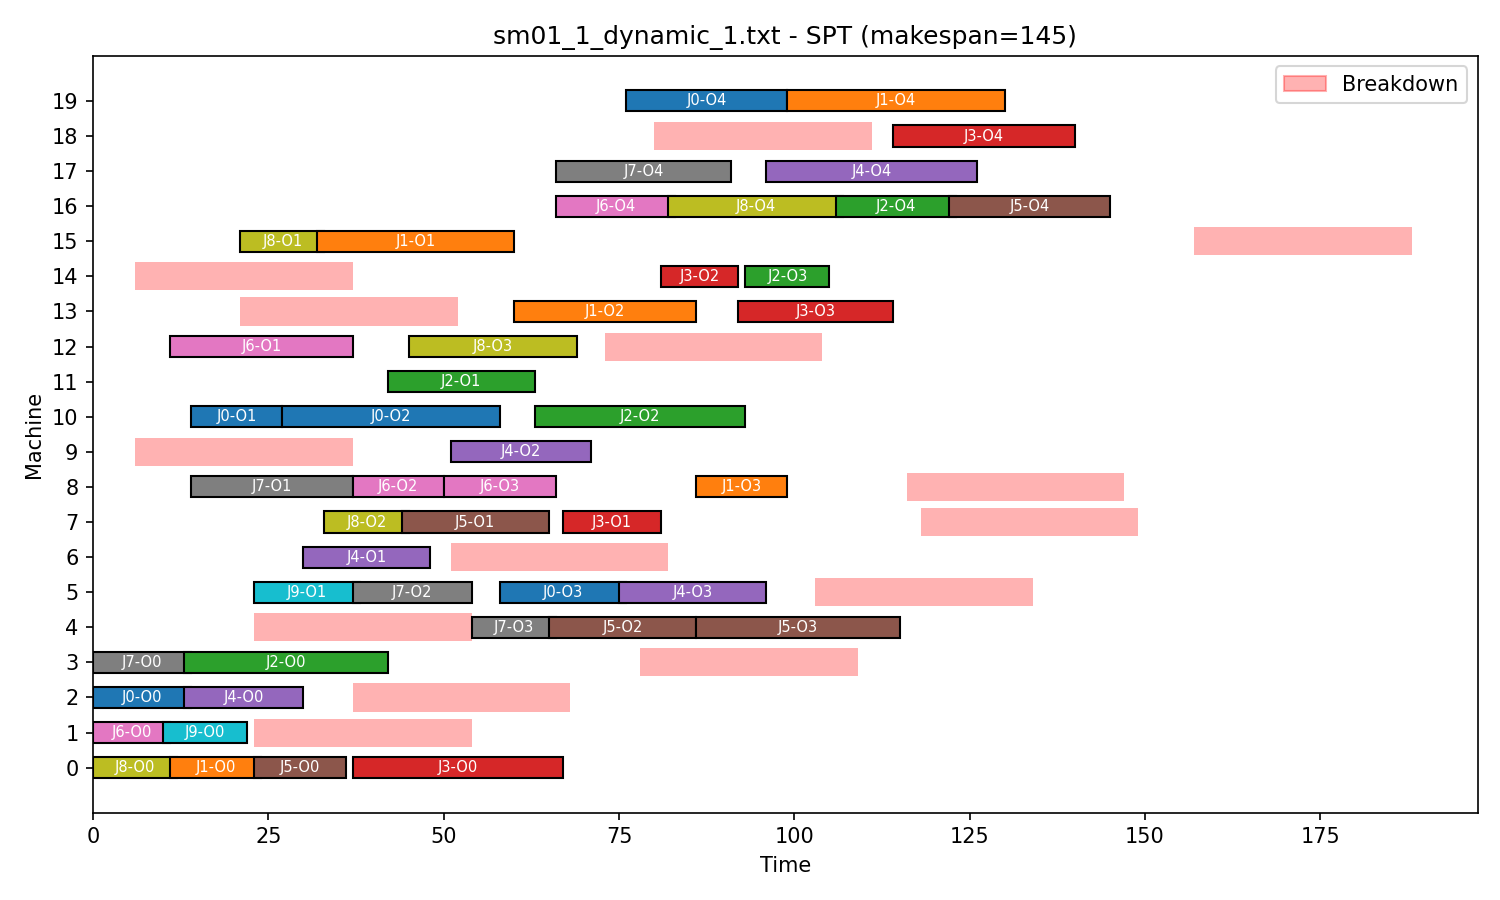 sm01_1_dynamic_1.txt - SPT (makespan=145)
Breakdown
19 J0-O4 J1-O4
18 J3-O4
17 J7-O4 J4-O4
16 J6-O4 J8-O4 J2-O4 J5-O4
15 J8-O1 J1-O1
14 J3-O2 J2-O3
13 J1-O2 J3-O3
12 J6-O1 J8-O3
11 J2-O1
10 J0-O1 J0-O2 J2-O2
9 J4-O2
8 J7-O1 J6-O2 J6-O3 J1-O3
7 J8-O2 J5-O1 J3-O1
6 J4-O1
5 J9-O1 J7-O2 J0-O3 J4-O3
4 J7-O3 J5-O2 J5-O3
3 J7-O0 J2-O0
2 J0-O0 J4-O0
1 J6-O0 J9-O0
0 J8-O0 J1-O0 J5-O0 J3-O0
Machine
0 25 50 75 100 125 150 175
Time